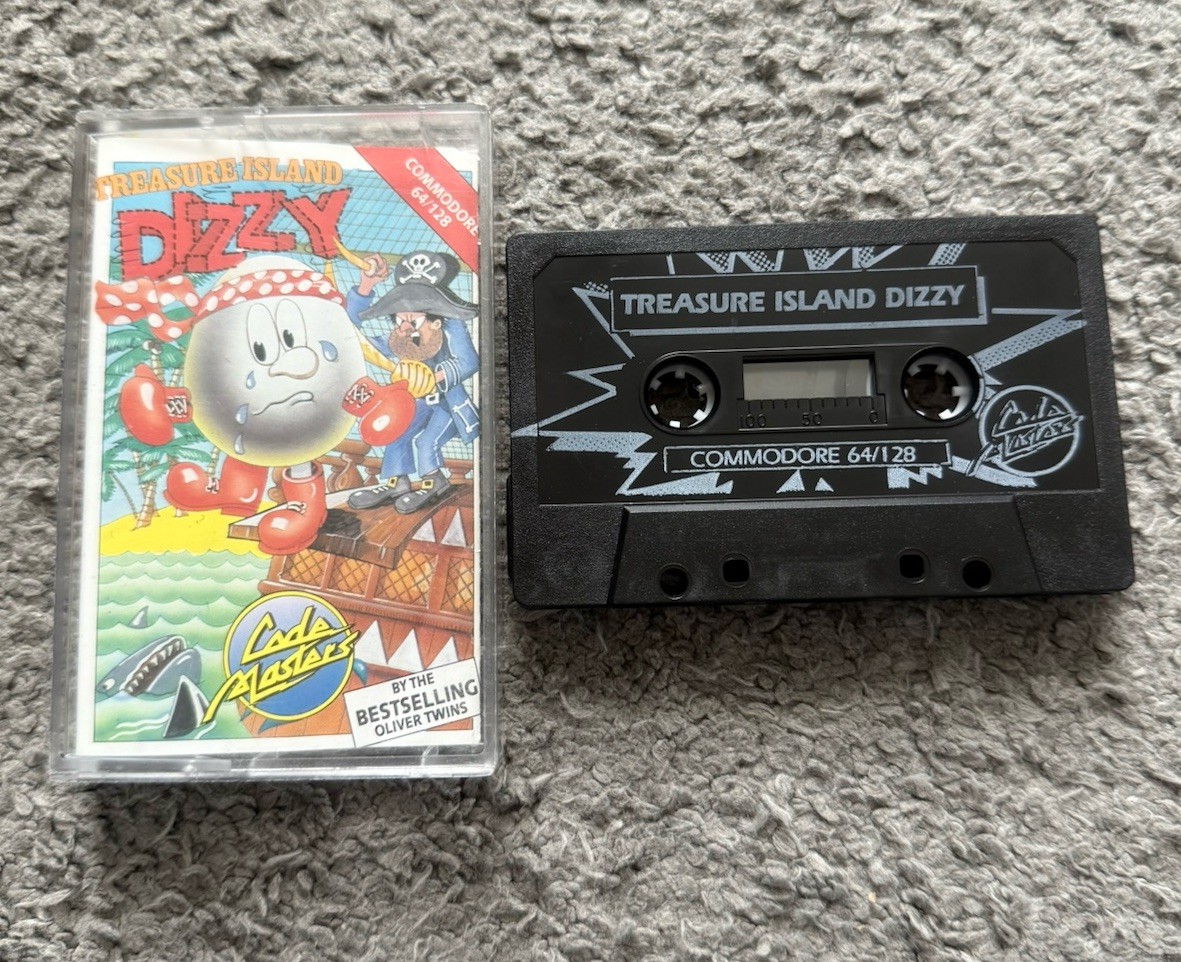 TREASURE ISLAND
DIZZY
COMMODORE
64/128
Code
Masters
BY THE
BESTSELLING
OLIVER TWINS
TREASURE ISLAND DIZZY
100 50 0
COMMODORE 64/128
Code
Masters